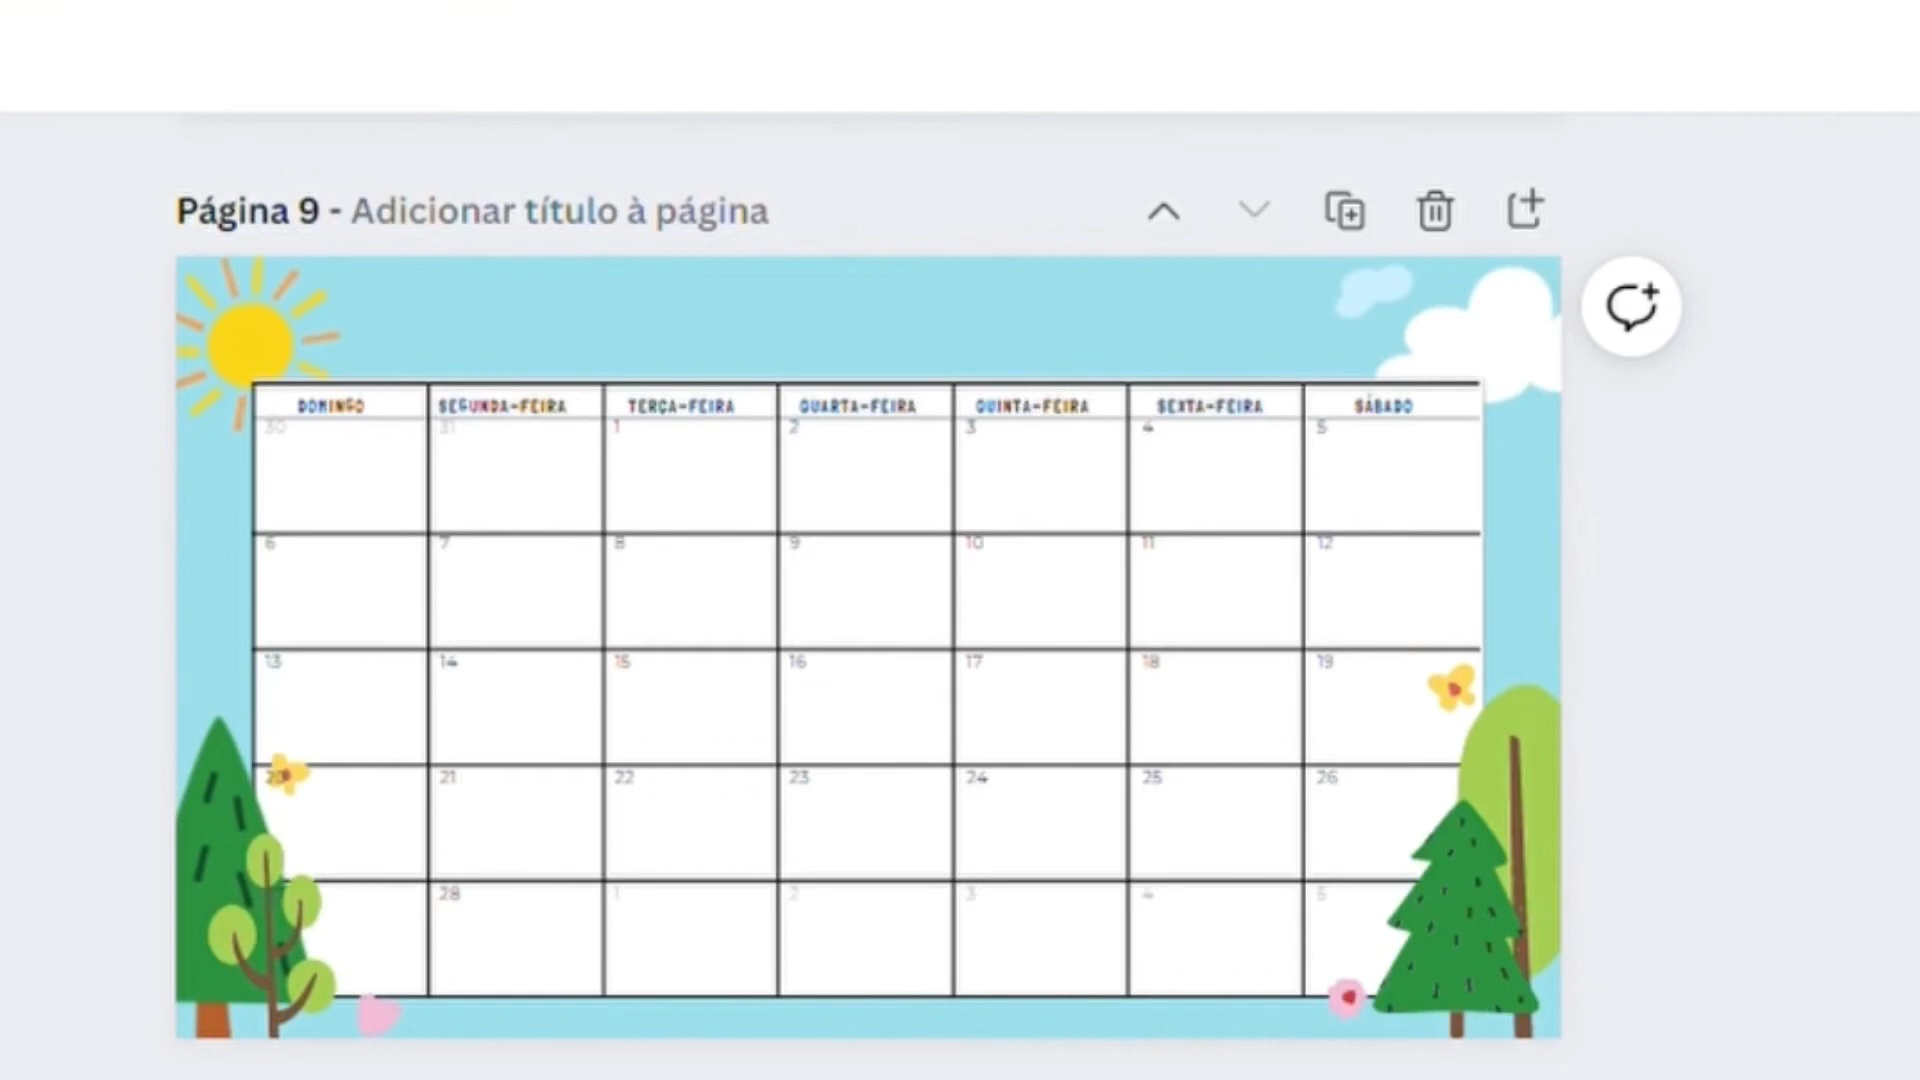 Página 9 - Adicionar título à página
DOMINGO SEGUNDA-FEIRA TERÇA-FEIRA QUARTA-FEIRA QUINTA-FEIRA SEXTA-FEIRA SÁBADO
30 31 1 2 3 4 5
6 7 8 9 10 11 12
13 14 15 16 17 18 19
20 21 22 23 24 25 26
28 1 2 3 4 5